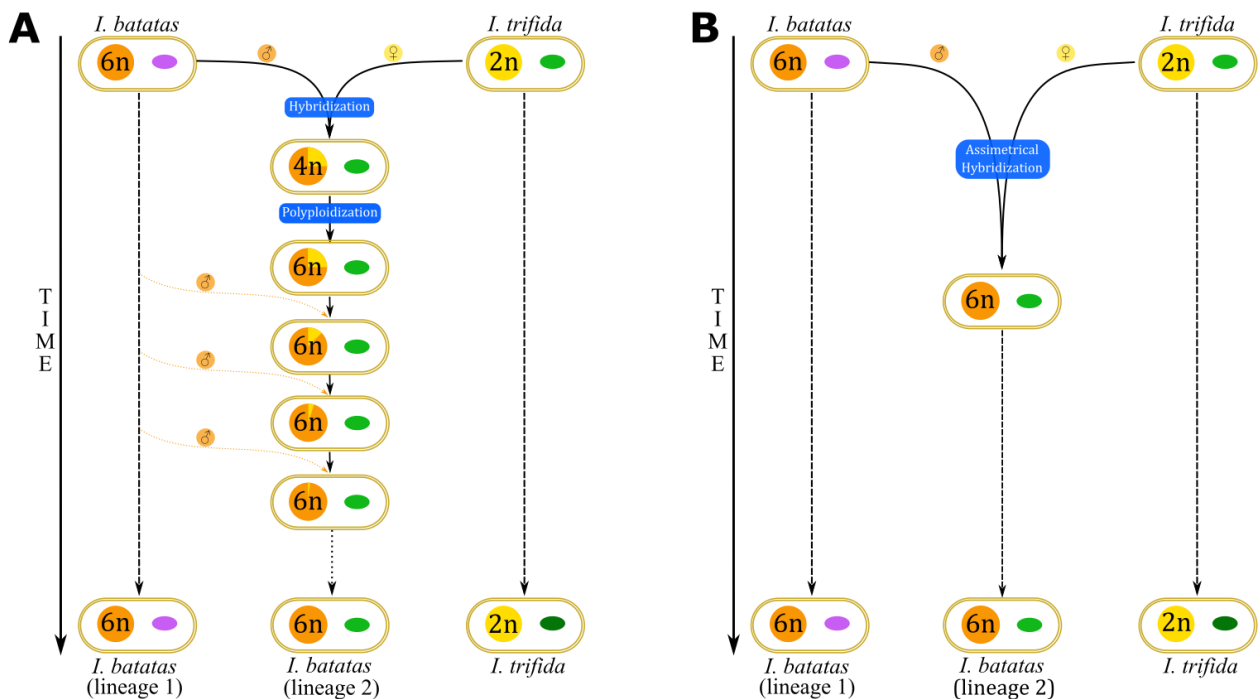 A
I. batatas
I. trifida
6n
♂
♀
2n
Hybridization
4n
Polyploidization
6n
♂
6n
♂
6n
♂
6n
TIME
6n
6n
2n
I. batatas
(lineage 1)
I. batatas
(lineage 2)
I. trifida
B
I. batatas
I. trifida
6n
♂
♀
2n
Assimetrical
Hybridization
6n
TIME
6n
6n
2n
I. batatas
(lineage 1)
I. batatas
(lineage 2)
I. trifida